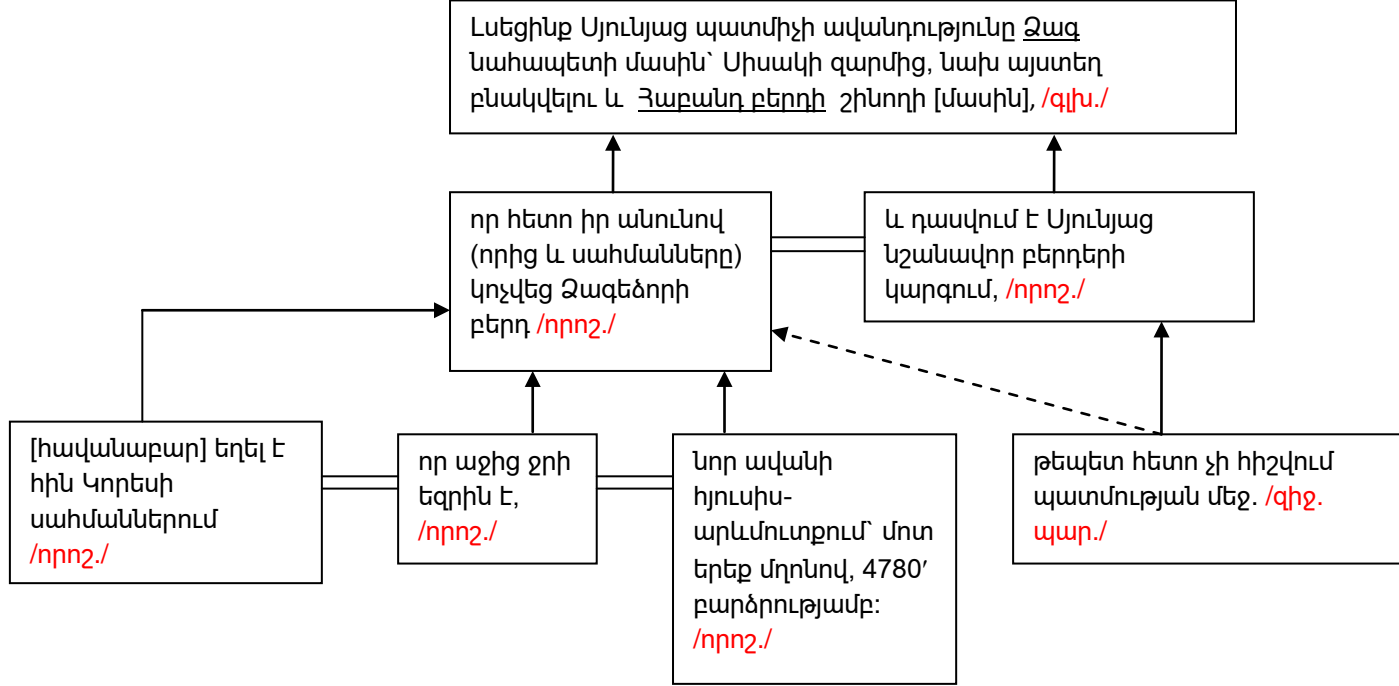 Լսեցինք Սյունյաց պատմիչի ավանդությունը Ձագ
նահապետի մասին` Սիսակի զարմից, նախ այստեղ
բնակվելու և Հաբանդ բերդի շինողի [մասին], /գլխ./
որ հետո իր անունով
(որից և սահմանները)
կոչվեց Ձագեձորի
բերդ /որոշ./
և դասվում է Սյունյաց
նշանավոր բերդերի
կարգում, /որոշ./
[հավանաբար] եղել է
հին Կորեսի
սահմաններում
/որոշ./
որ աջից ջրի
եզրին է,
/որոշ./
նոր ավանի
հյուսիս-
արևմուտքում` մոտ
երեք մղոնով, 4780′
բարձրությամբ:
/որոշ./
թեպետ հետո չի հիշվում
պատմության մեջ. /զիջ.
պար./